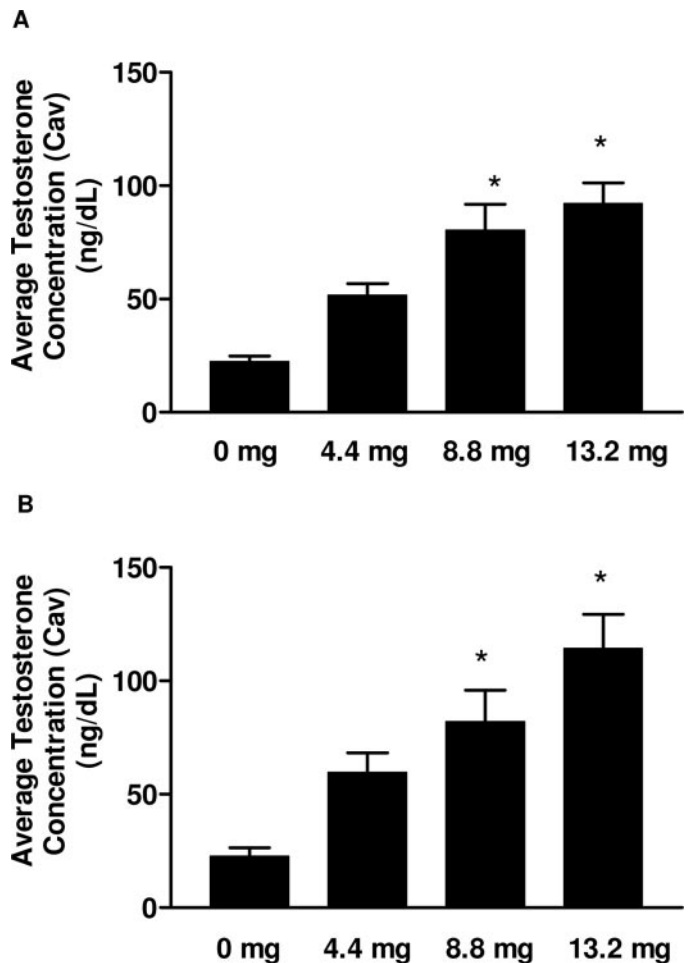 A
Average Testosterone
Concentration (Cav)
(ng/dL)
150
100
50
0
*
*
0 mg
4.4 mg
8.8 mg
13.2 mg
B
Average Testosterone
Concentration (Cav)
(ng/dL)
150
100
50
0
*
*
0 mg
4.4 mg
8.8 mg
13.2 mg